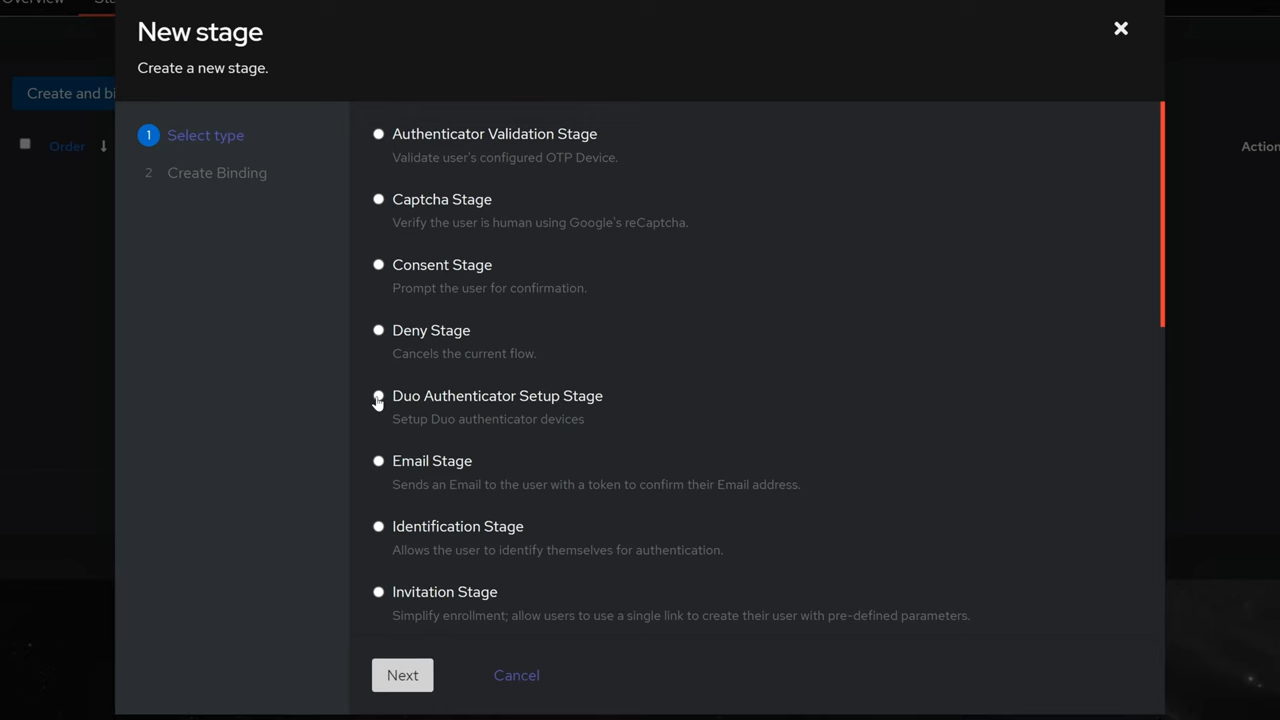 Overview
New stage
Create a new stage.
Create and bi
Order
Action
1 Select type
2 Create Binding
Authenticator Validation Stage
Validate user's configured OTP Device.
Captcha Stage
Verify the user is human using Google's reCaptcha.
Consent Stage
Prompt the user for confirmation.
Deny Stage
Cancels the current flow.
Duo Authenticator Setup Stage
Setup Duo authenticator devices
Email Stage
Sends an Email to the user with a token to confirm their Email address.
Identification Stage
Allows the user to identify themselves for authentication.
Invitation Stage
Simplify enrollment; allow users to use a single link to create their user with pre-defined parameters.
Next
Cancel